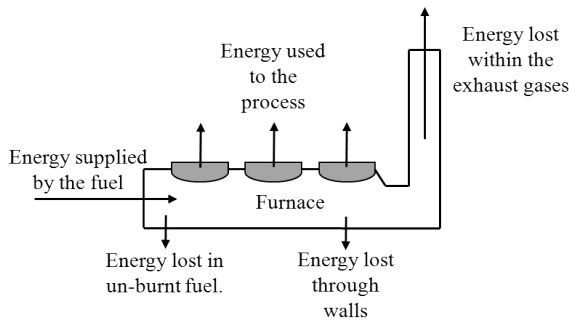 Energy lost
within the
exhaust gases
Energy used
to the
process
Energy supplied
by the fuel
Furnace
Energy lost in
un-burnt fuel.
Energy lost
through
walls